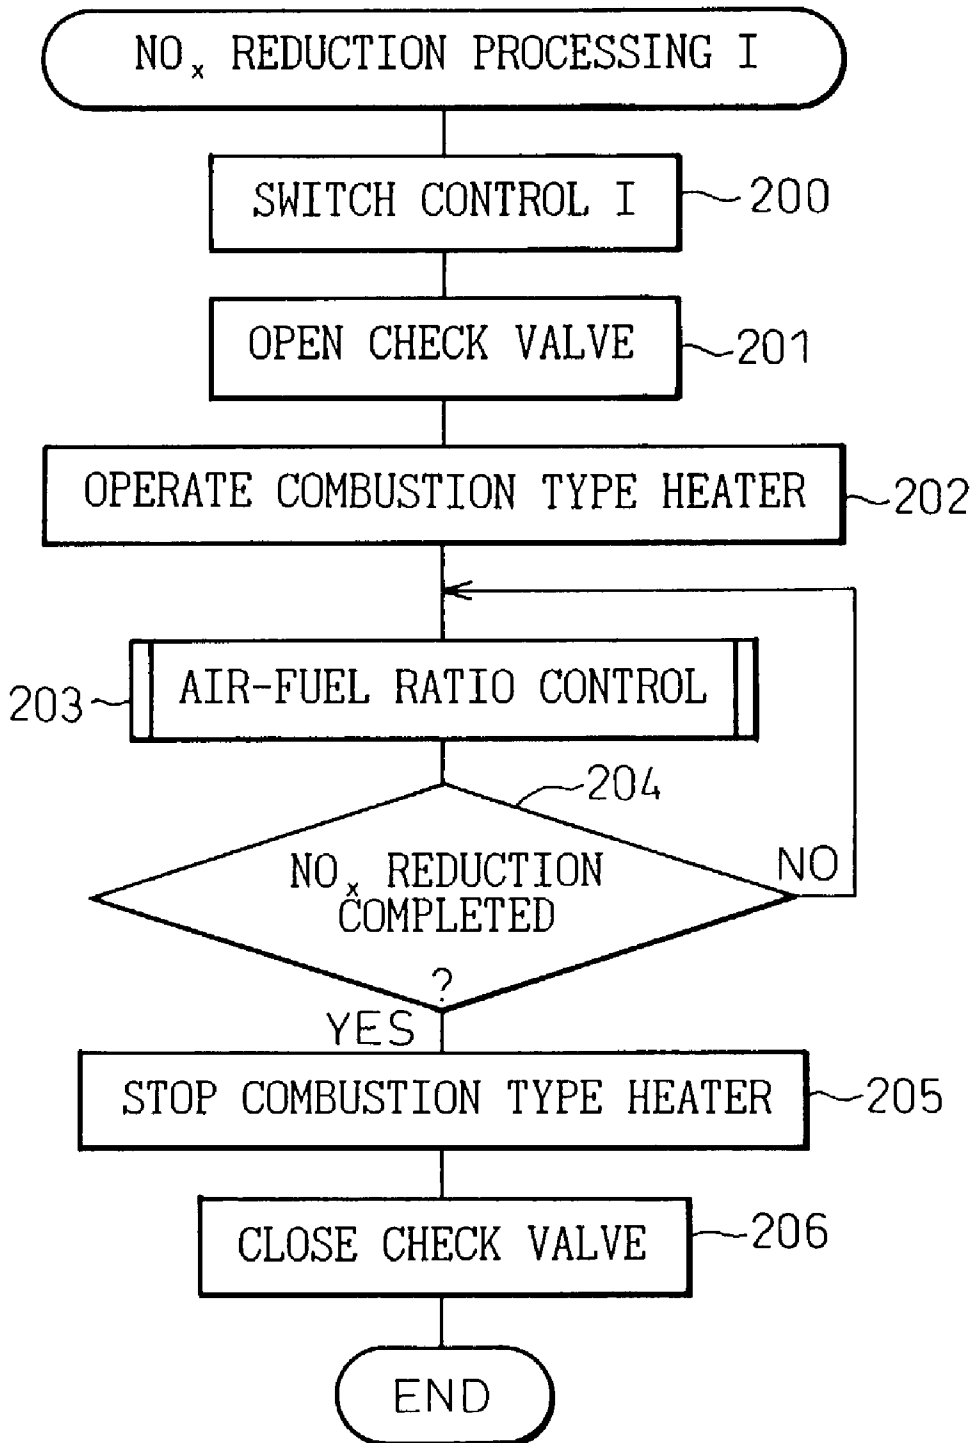 NOx REDUCTION PROCESSING I
SWITCH CONTROL I
200
OPEN CHECK VALVE
201
OPERATE COMBUSTION TYPE HEATER
202
203
AIR-FUEL RATIO CONTROL
204
NOx REDUCTION
COMPLETED
?
NO
YES
STOP COMBUSTION TYPE HEATER
205
CLOSE CHECK VALVE
206
END